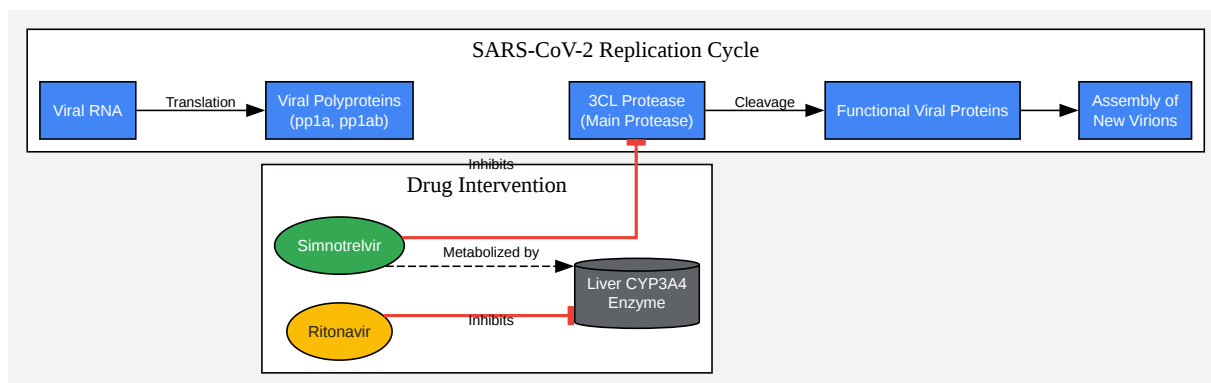 SARS-CoV-2 Replication Cycle
Viral RNA
Translation
Viral Polyproteins
(pp1a, pp1ab)
3CL Protease
(Main Protease)
Cleavage
Functional Viral Proteins
Assembly of
New Virions
Inhibits
Drug Intervention
Simnotrelvir
Metabolized by
Liver CYP3A4
Enzyme
Ritonavir
Inhibits